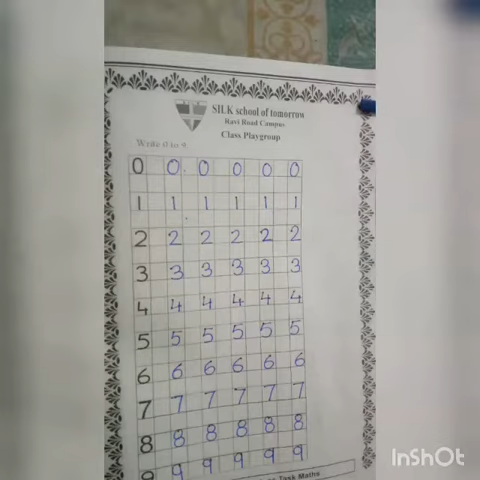 SILK school of tomorrow
Ravi Road Campus
Class Playgroup
Write 0 to 9
0 0 0 0 0 0
1 1 1 1 1 1
2 2 2 2 2 2
3 3 3 3 3 3
4 4 4 4 4 4
5 5 5 5 5 5
6 6 6 6 6 6
7 7 7 7 7 7
8 8 8 8 8 8
9 9 9 9 9 9
Task Maths
InShOt